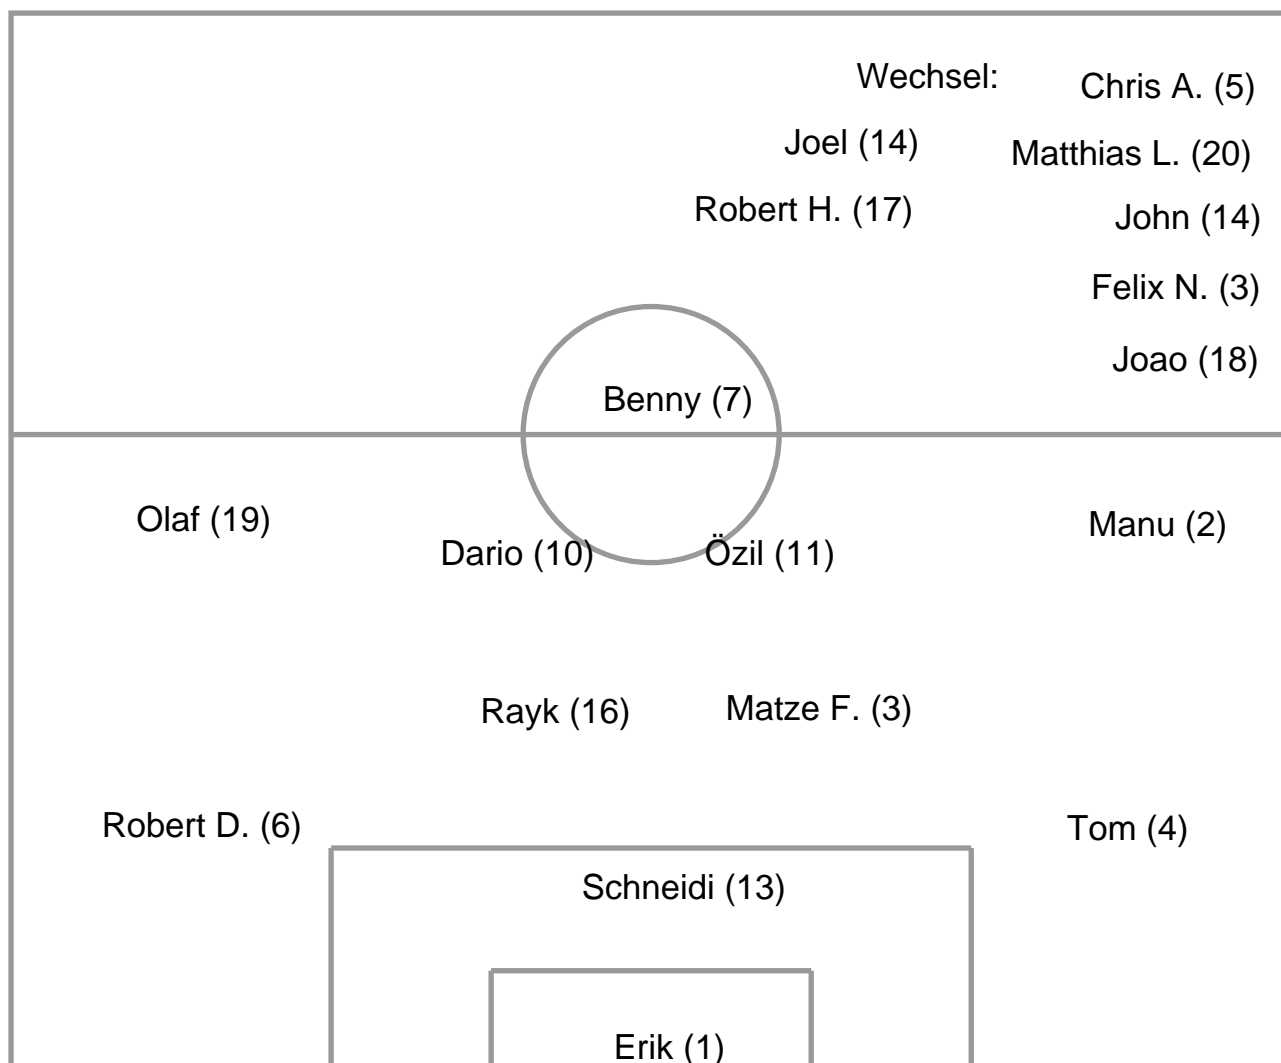 Wechsel:
Chris A. (5)
Joel (14)
Matthias L. (20)
Robert H. (17)
John (14)
Felix N. (3)
Joao (18)
Benny (7)
Olaf (19)
Manu (2)
Dario (10)
Özil (11)
Rayk (16)
Matze F. (3)
Robert D. (6)
Tom (4)
Schneidi (13)
Erik (1)